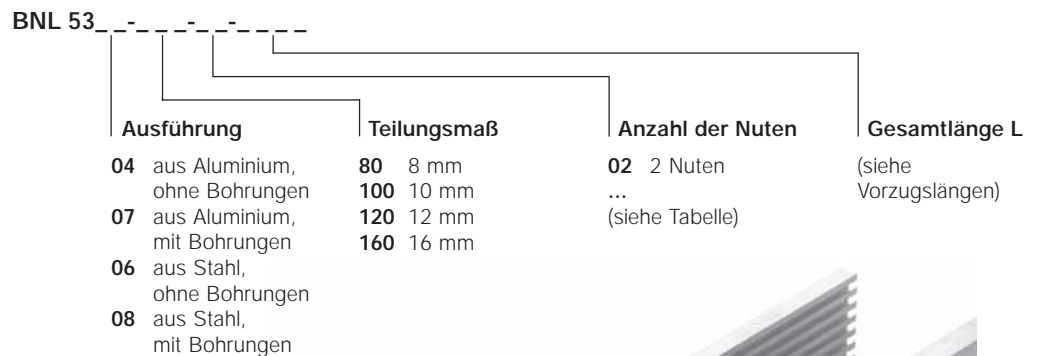 BNL 53_ _-_ _ _-_ _-_ _ _ _
Ausführung
04 aus Aluminium,
ohne Bohrungen
07 aus Aluminium,
mit Bohrungen
06 aus Stahl,
ohne Bohrungen
08 aus Stahl,
mit Bohrungen
Teilungsmaß
80 8 mm
100 10 mm
120 12 mm
160 16 mm
Anzahl der Nuten
02 2 Nuten
...
(siehe Tabelle)
Gesamtlänge L
(siehe
Vorzugslängen)